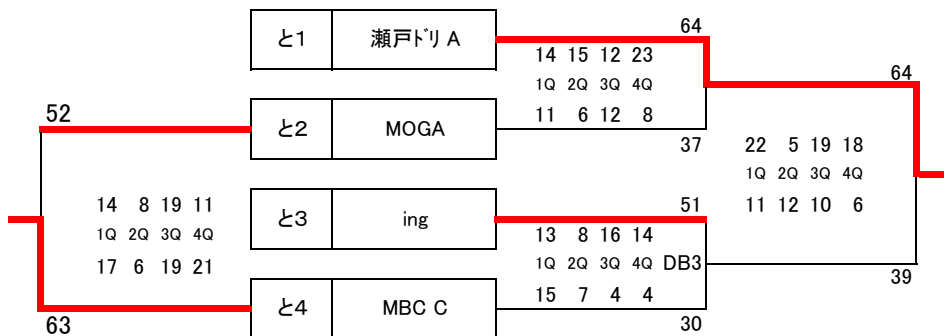 と1 瀬戸ドリ A 64
14 15 12 23
1Q 2Q 3Q 4Q
11 6 12 8
64
52
と2 MOGA
37
22 5 19 18
1Q 2Q 3Q 4Q
11 12 10 6
14 8 19 11
1Q 2Q 3Q 4Q
17 6 19 21
と3 ing 51
13 8 16 14
1Q 2Q 3Q 4Q DB3
15 7 4 4
39
63
と4 MBC C
30